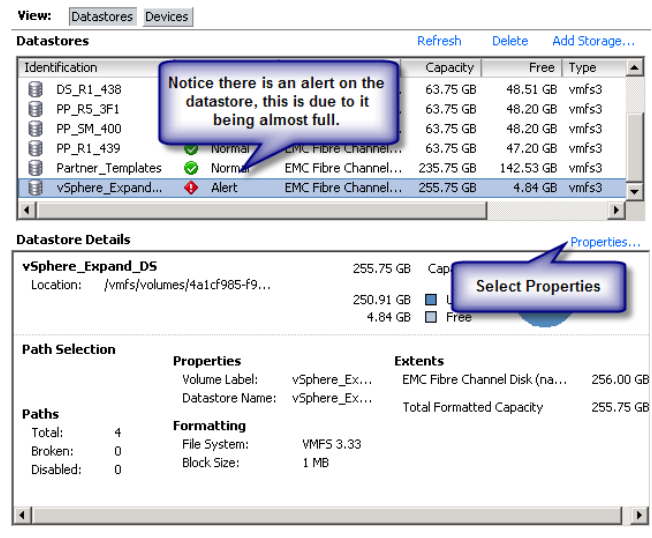 View: Datastores Devices
Datastores Refresh Delete Add Storage...
Identification Capacity Free Type
DS_R1_438 63.75 GB 48.51 GB vmfs3
PP_R5_3F1 63.75 GB 48.20 GB vmfs3
PP_SM_400 63.75 GB 48.20 GB vmfs3
PP_R1_439 Normal EMC Fibre Channel... 63.75 GB 47.20 GB vmfs3
Partner_Templates Normal EMC Fibre Channel... 235.75 GB 142.53 GB vmfs3
vSphere_Expand... Alert EMC Fibre Channel... 255.75 GB 4.84 GB vmfs3
Notice there is an alert on the
datastore, this is due to it
being almost full.
Datastore Details Properties...
vSphere_Expand_DS 255.75 GB
Location: /vmfs/volumes/4a1cf985-f9...
250.91 GB
4.84 GB Free
Select Properties
Path Selection
Properties Extents
Volume Label: vSphere_Ex... EMC Fibre Channel Disk (na... 256.00 GB
Datastore Name: vSphere_Ex... Total Formatted Capacity 255.75 GB
Paths
Formatting
Total: 4 File System: VMFS 3.33
Broken: 0 Block Size: 1 MB
Disabled: 0